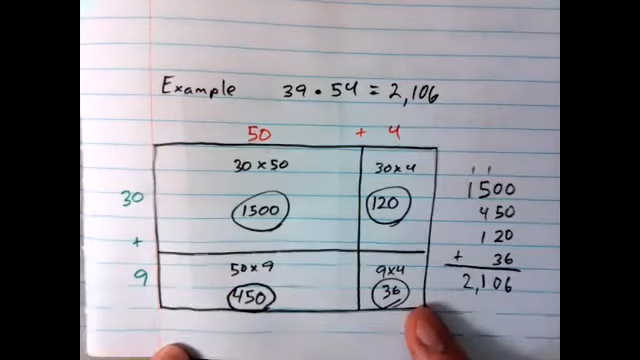 Example 39 • 54 = 2,106
50 + 4
30 × 50 30 × 4
30 1500 120
+
50 × 9 9 × 4
9 450 36
1 1
1500
450
120
+ 36
2,106